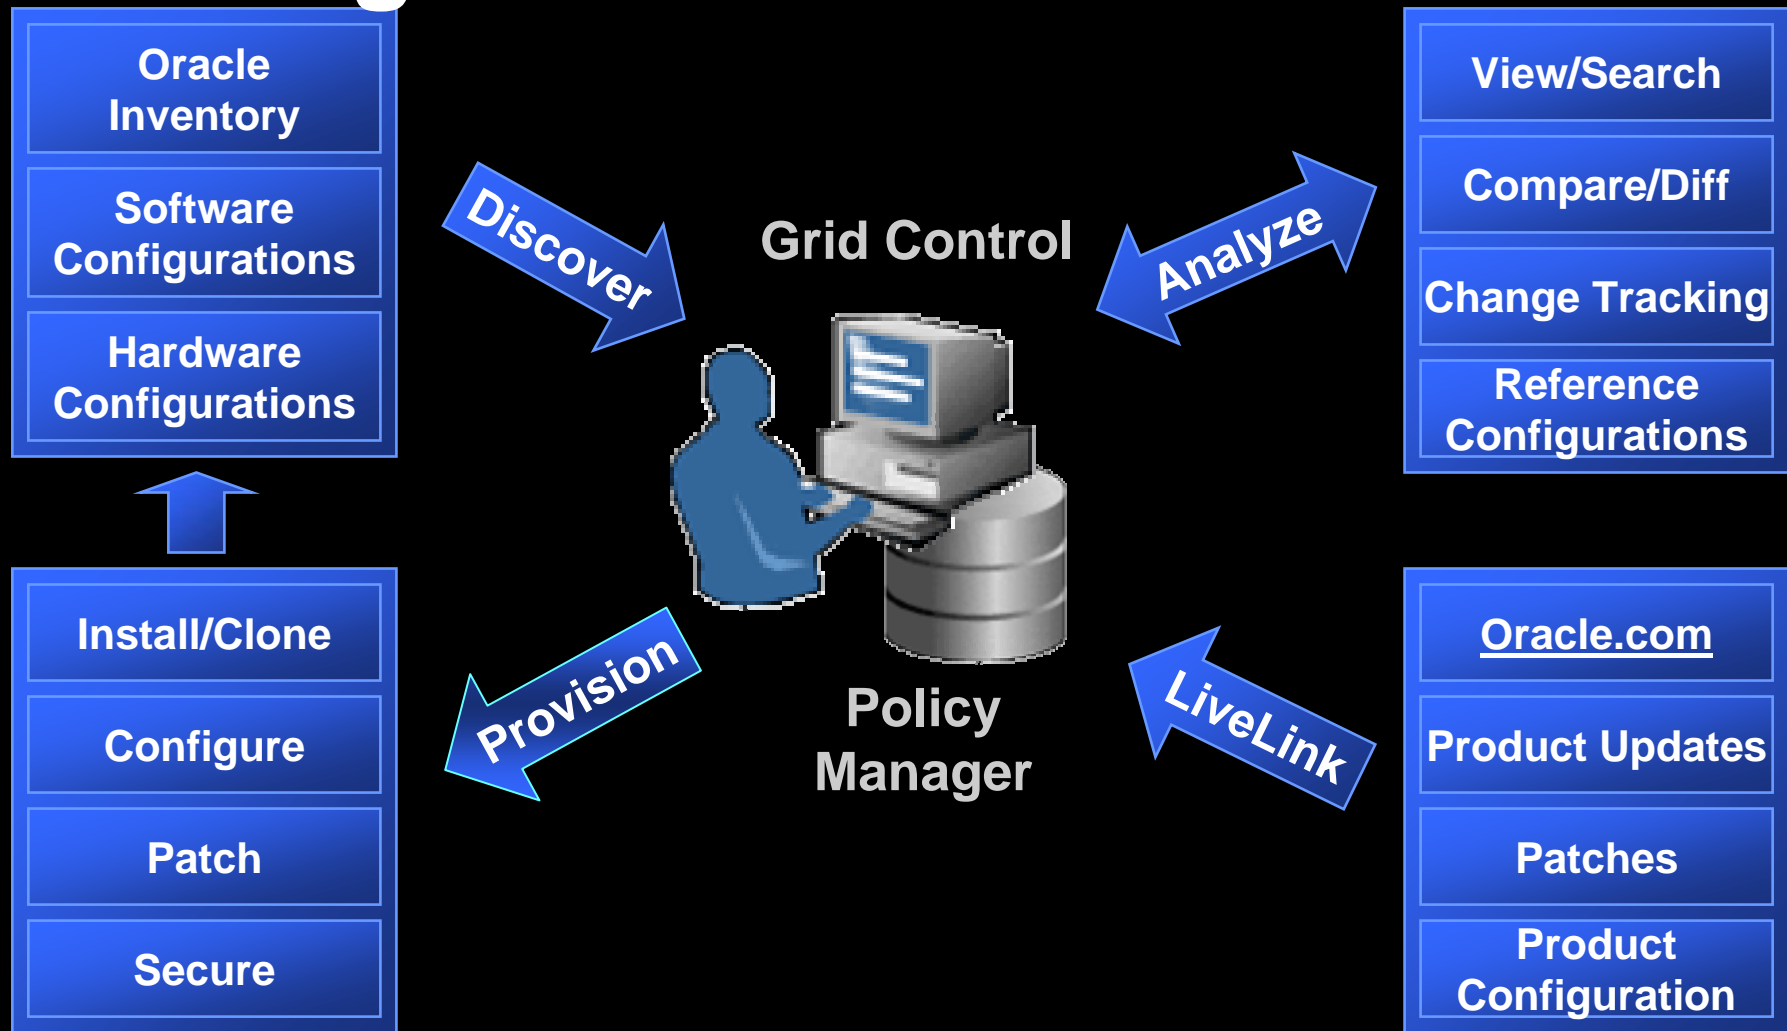 Oracle
Inventory
Software
Configurations
Hardware
Configurations
Discover
Grid Control
Analyze
View/Search
Compare/Diff
Change Tracking
Reference
Configurations
Install/Clone
Configure
Patch
Secure
Provision
Policy
Manager
LiveLink
Oracle.com
Product Updates
Patches
Product
Configuration